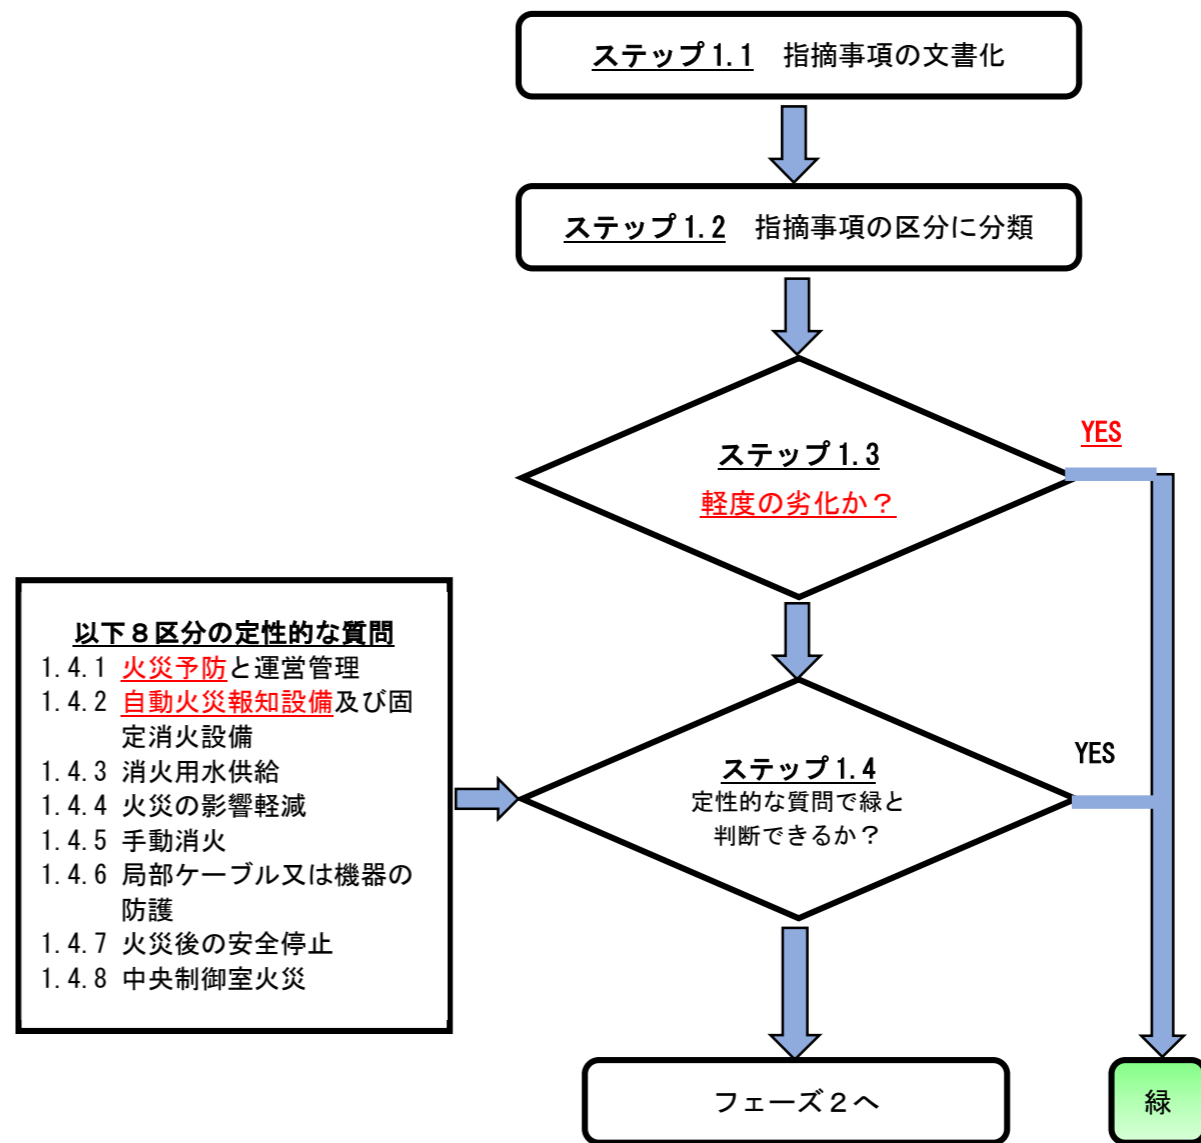 ステップ1.1 指摘事項の文書化
ステップ1.2 指摘事項の区分に分類
ステップ1.3
軽度の劣化か？
YES
以下８区分の定性的な質問
1.4.1 火災予防と運営管理
1.4.2 自動火災報知設備及び固
定消火設備
1.4.3 消火用水供給
1.4.4 火災の影響軽減
1.4.5 手動消火
1.4.6 局部ケーブル又は機器の
防護
1.4.7 火災後の安全停止
1.4.8 中央制御室火災
ステップ1.4
定性的な質問で緑と
判断できるか？
YES
フェーズ２へ
緑